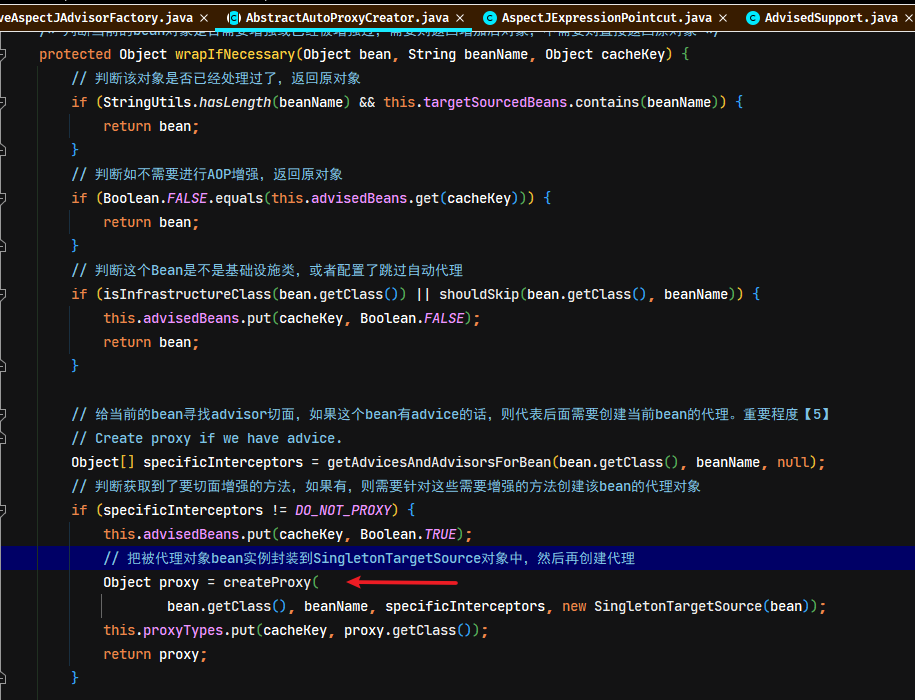 veAspectJAdvisorFactory.java × AbstractAutoProxyCreator.java × AspectJExpressionPointcut.java × AdvisedSupport.java ×
protected Object wrapIfNecessary(Object bean, String beanName, Object cacheKey) {
// 判断该对象是否已经处理过了，返回原对象
if (StringUtils.hasLength(beanName) && this.targetSourcedBeans.contains(beanName)) {
return bean;
}
// 判断如不需要进行AOP增强，返回原对象
if (Boolean.FALSE.equals(this.advisedBeans.get(cacheKey))) {
return bean;
}
// 判断这个Bean是不是基础设施类，或者配置了跳过自动代理
if (isInfrastructureClass(bean.getClass()) || shouldSkip(bean.getClass(), beanName)) {
this.advisedBeans.put(cacheKey, Boolean.FALSE);
return bean;
}
// 给当前的bean寻找advisor切面，如果这个bean有advice的话，则代表后面需要创建当前bean的代理。重要程度【5】
// Create proxy if we have advice.
Object[] specificInterceptors = getAdvicesAndAdvisorsForBean(bean.getClass(), beanName, null);
// 判断获取到了要切面增强的方法，如果有，则需要针对这些需要增强的方法创建该bean的代理对象
if (specificInterceptors != DO_NOT_PROXY) {
this.advisedBeans.put(cacheKey, Boolean.TRUE);
// 把被代理对象bean实例封装到SingletonTargetSource对象中，然后再创建代理
Object proxy = createProxy(
bean.getClass(), beanName, specificInterceptors, new SingletonTargetSource(bean));
this.proxyTypes.put(cacheKey, proxy.getClass());
return proxy;
}